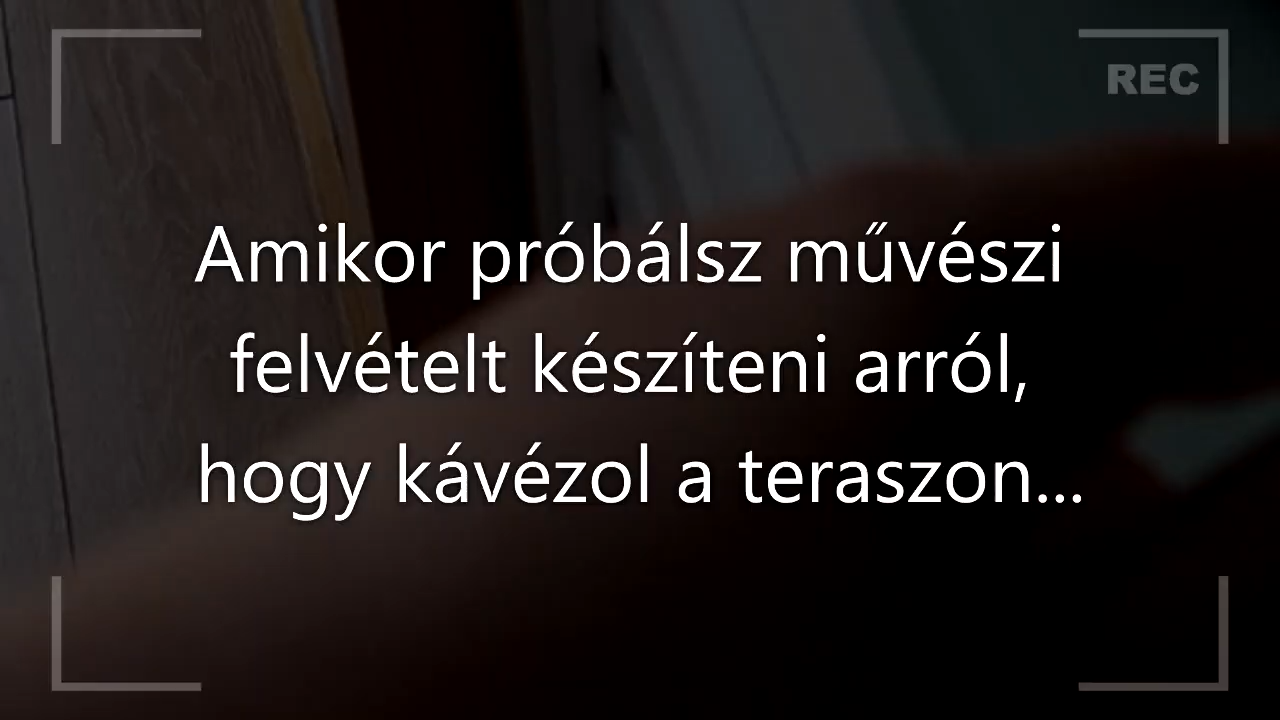 REC
Amikor próbálsz művészi
felvételt készíteni arról,
hogy kávézol a teraszon...